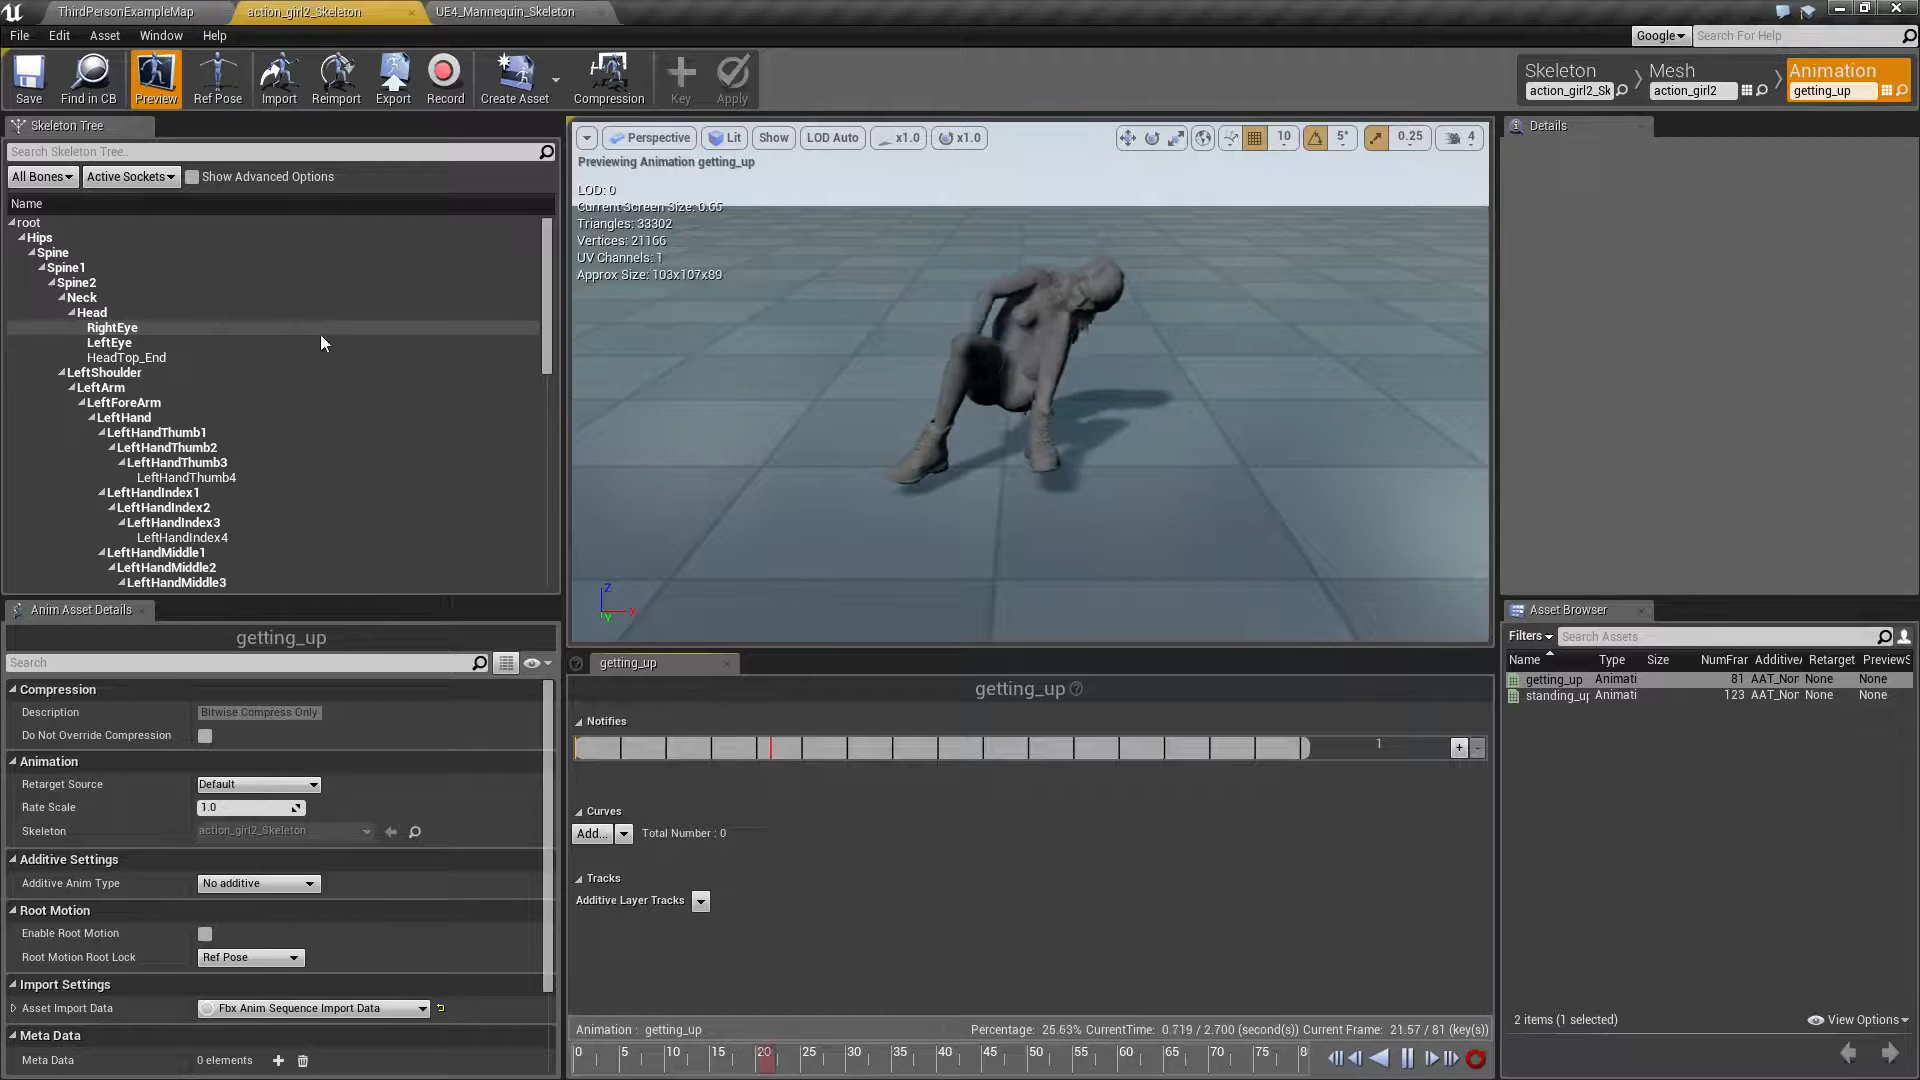 ThirdPersonExampleMap
action_girl2_Skeleton
UE4_Mannequin_Skeleton
File Edit Asset Window Help
Google
Search For Help
Save
Find in CB
Preview
Ref Pose
Import
Reimport
Export
Record
Create Asset
Compression
Key
Apply
Skeleton
action_girl2_Sk
Mesh
action_girl2
Animation
getting_up
Skeleton Tree
Search Skeleton Tree..
All Bones
Active Sockets
Show Advanced Options
Name
root
Hips
Spine
Spine1
Spine2
Neck
Head
RightEye
LeftEye
HeadTop_End
LeftShoulder
LeftArm
LeftForeArm
LeftHand
LeftHandThumb1
LeftHandThumb2
LeftHandThumb3
LeftHandThumb4
LeftHandIndex1
LeftHandIndex2
LeftHandIndex3
LeftHandIndex4
LeftHandMiddle1
LeftHandMiddle2
LeftHandMiddle3
Perspective Lit Show LOD Auto x1.0 x1.0 10 5° 0.25 4
Previewing Animation getting_up
LOD: 0
Current Screen Size: 0.65
Triangles: 33302
Vertices: 21166
UV Channels: 1
Approx Size: 103x107x89
Z
X
Y
Details
Anim Asset Details
getting_up
Search
Compression
Description Bitwise Compress Only
Do Not Override Compression
Animation
Retarget Source Default
Rate Scale 1.0
Skeleton action_girl2_Skeleton
Additive Settings
Additive Anim Type No additive
Root Motion
Enable Root Motion
Root Motion Root Lock Ref Pose
Import Settings
Asset Import Data Fbx Anim Sequence Import Data
Meta Data
Meta Data 0 elements
getting_up
getting_up
Notifies
1
+ -
Curves
Add... Total Number : 0
Tracks
Additive Layer Tracks
Animation : getting_up Percentage: 25.63% CurrentTime: 0.719 / 2.700 (second(s)) Current Frame: 21.57 / 81 (key(s))
0 5 10 15 20 25 30 35 40 45 50 55 60 65 70 75 8
Asset Browser
Filters Search Assets
Name Type Size NumFrar Additive/ Retarget PreviewS
getting_up Animati 81 AAT_Nor None None
standing_up Animati 123 AAT_Nor None None
2 items (1 selected)
View Options